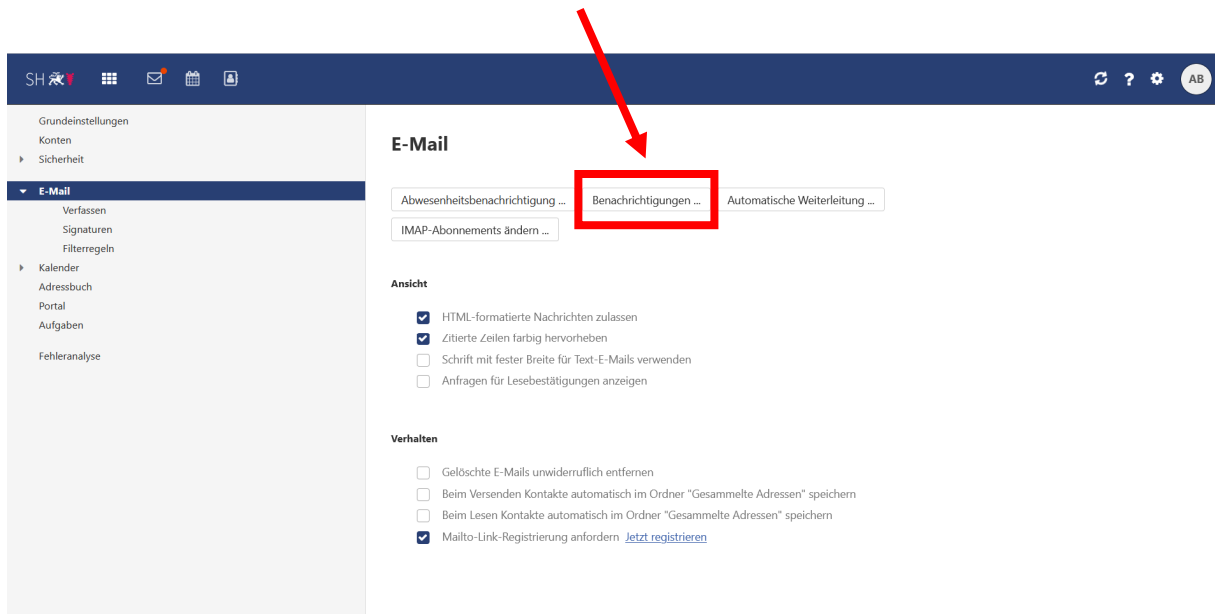 SH
AB
Grundeinstellungen
Konten
Sicherheit
E-Mail
Verfassen
Signaturen
Filterregeln
Kalender
Adressbuch
Portal
Aufgaben
Fehleranalyse
E-Mail
Abwesenheitsbenachrichtigung ... Benachrichtigungen ... Automatische Weiterleitung ...
IMAP-Abonnements ändern ...
Ansicht
HTML-formatierte Nachrichten zulassen
Zitierte Zeilen farbig hervorheben
Schrift mit fester Breite für Text-E-Mails verwenden
Anfragen für Lesebestätigungen anzeigen
Verhalten
Gelöschte E-Mails unwiderruflich entfernen
Beim Versenden Kontakte automatisch im Ordner "Gesammelte Adressen" speichern
Beim Lesen Kontakte automatisch im Ordner "Gesammelte Adressen" speichern
Mailto-Link-Registrierung anfordern Jetzt registrieren